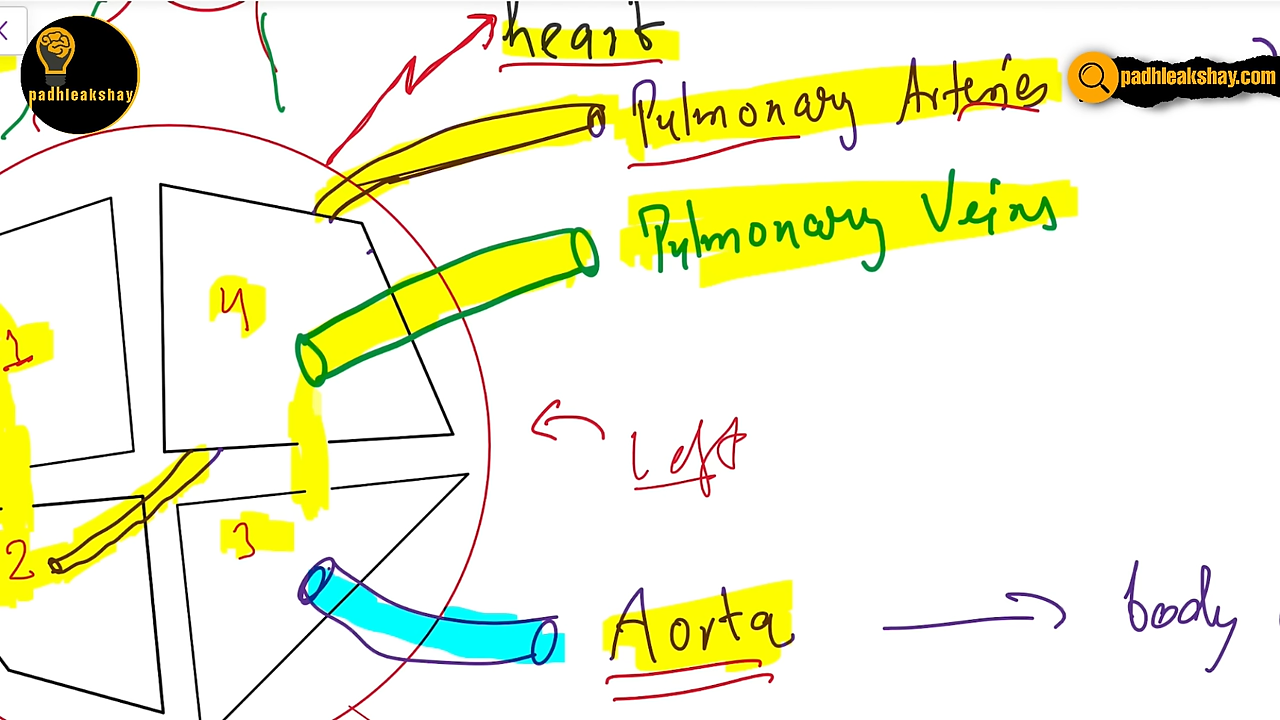 heart
padhleakshay
padhleakshay.com
Pulmonary Arteries
Pulmonary Veins
4
1
Left
3
2
Aorta
body